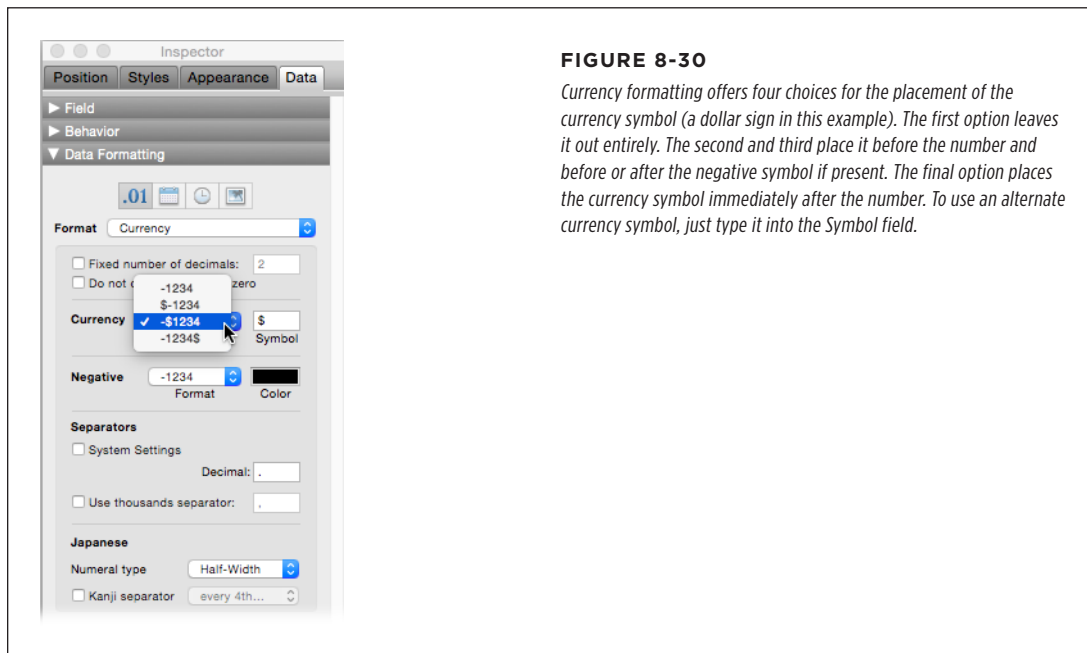 Inspector
Position Styles Appearance Data
Field
Behavior
Data Formatting
.01
Format Currency
Fixed number of decimals: 2
Do not zero
-1234
$-1234
Currency ✓ -$1234 $
-1234$ Symbol
Negative -1234
Format Color
Separators
System Settings
Decimal: .
Use thousands separator: ,
Japanese
Numeral type Half-Width
Kanji separator every 4th...
FIGURE 8-30
Currency formatting offers four choices for the placement of the
currency symbol (a dollar sign in this example). The first option leaves
it out entirely. The second and third place it before the number and
before or after the negative symbol if present. The final option places
the currency symbol immediately after the number. To use an alternate
currency symbol, just type it into the Symbol field.